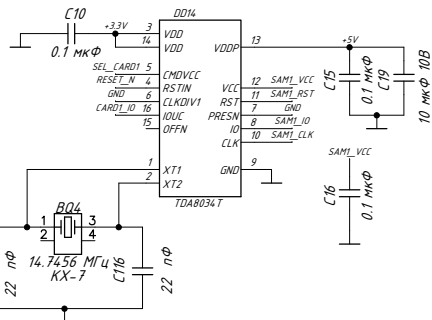 C10
0.1 мкФ
+3.3V
DD14
3 VDD
14 VDD
VDDP 13
+5V
SEL_CARD1 5 CMDVCC
RESET_N 4 RSTIN
GND 6 CLKDIV1
CARD1_IO 16 IOUC
15 OFFN
VCC 12 SAM1_VCC
RST 11 SAM1_RST
PRESN 7 GND
IO 8 SAM1_IO
CLK 10 SAM1_CLK
1 XT1
2 XT2
GND 9
TDA8034T
C15
0.1 мкФ
C19
10 мкФ 10В
SAM1_VCC
C16
0.1 мкФ
BQ4
1 3
2 4
14.7456 МГц
KX-7
22 пФ
C116
22 пФ